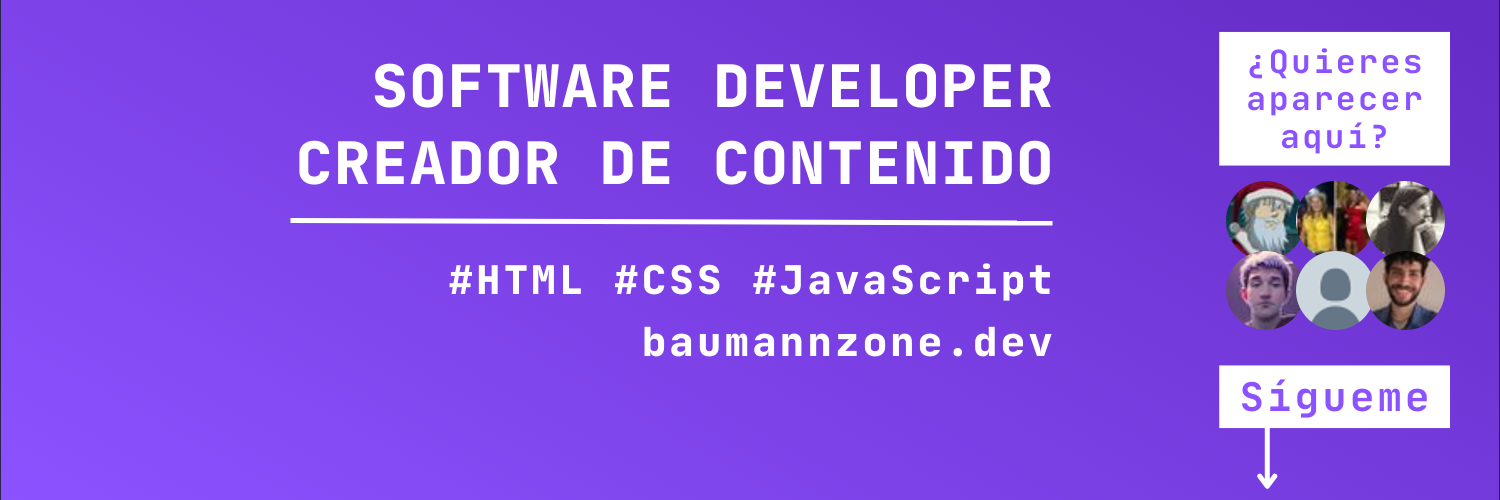 SOFTWARE DEVELOPER
CREADOR DE CONTENIDO
#HTML #CSS #JavaScript
baumannzone.dev
¿Quieres
aparecer
aquí?
Sígueme